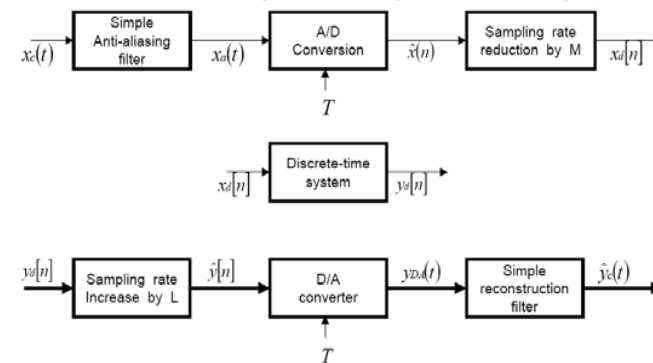 Simple
Anti-aliasing
filter
A/D
Conversion
Sampling rate
reduction by M
xc(t)
xa(t)
x̂(n)
xd[n]
T
Discrete-time
system
xd[n]
yd[n]
yd[n]
Sampling rate
Increase by L
ŷ[n]
D/A
converter
yDA(t)
Simple
reconstruction
filter
ŷc(t)
T